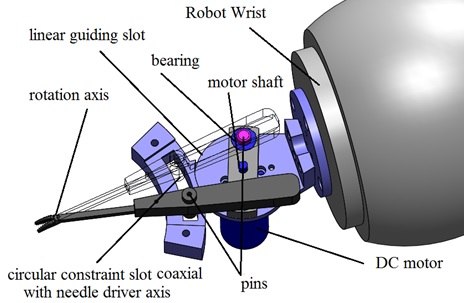 Robot Wrist
linear guiding slot
bearing
motor shaft
rotation axis
DC motor
circular constraint slot coaxial
with needle driver axis
pins